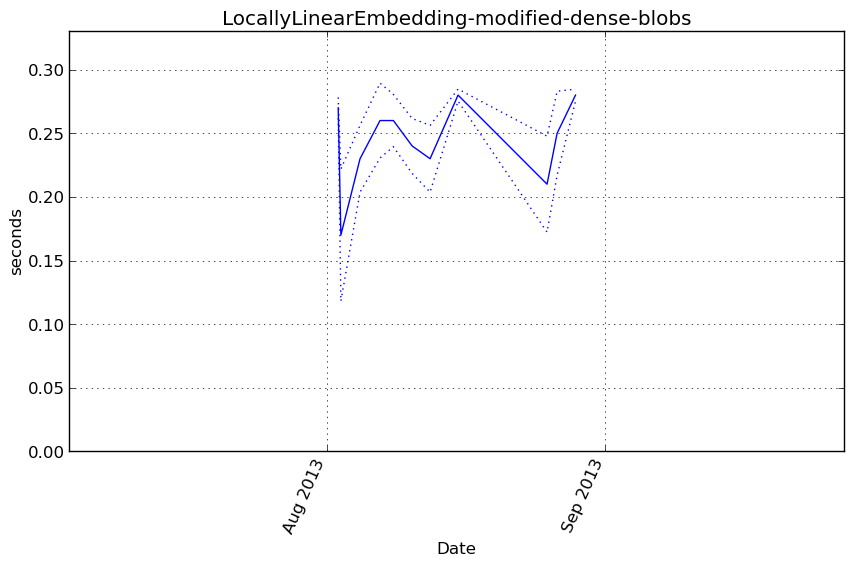 LocallyLinearEmbedding-modified-dense-blobs
0.30
0.25
0.20
0.15
0.10
0.05
0.00
seconds
Aug 2013
Sep 2013
Date